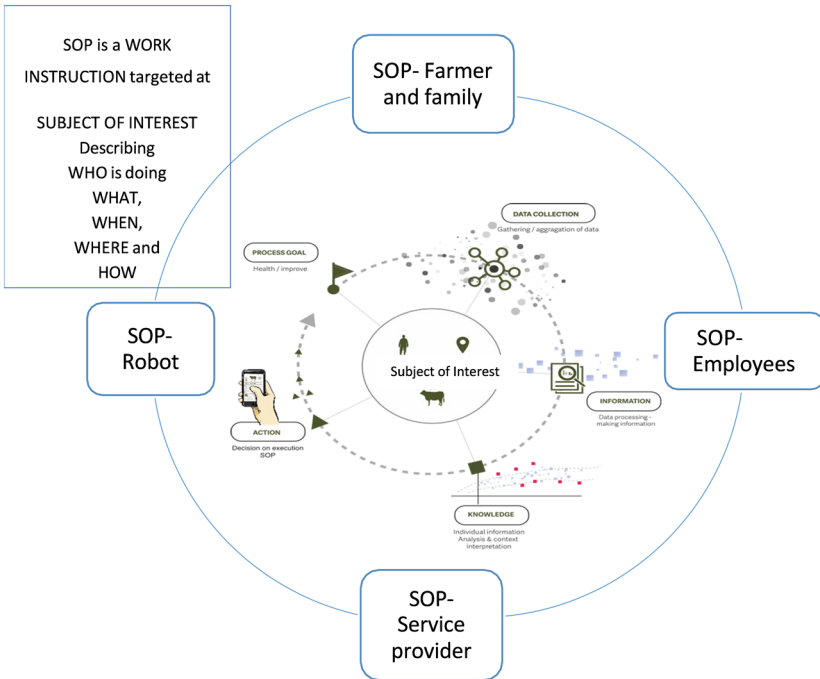 SOP is a WORK
INSTRUCTION targeted at
SUBJECT OF INTEREST
Describing
WHO is doing
WHAT,
WHEN,
WHERE and
HOW
SOP- Farmer
and family
DATA COLLECTION
Gathering / aggragation of data
PROCESS GOAL
Health / improve
SOP-
Robot
Subject of Interest
SOP-
Employees
INFORMATION
Data processing -
making information
ACTION
Decision on execution
SOP
KNOWLEDGE
Individual information
Analysis & context
interpretation
SOP-
Service
provider